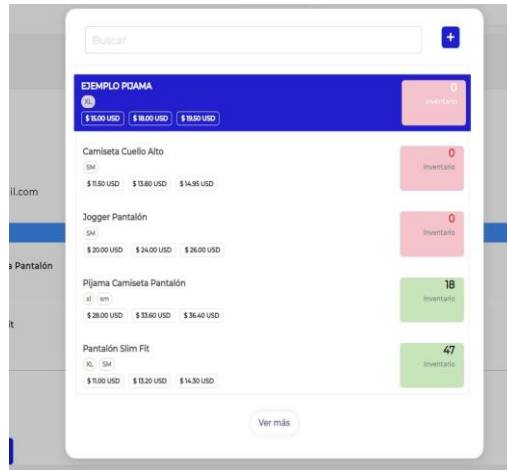 Buscar
+
EJEMPLO PIJAMA
0
XL
Inventario
$ 15.00 USD $ 18.00 USD $ 19.50 USD
Camiseta Cuello Alto
0
SM
Inventario
$ 11.50 USD $ 13.80 USD $ 14.95 USD
il.com
Jogger Pantalón
0
SM
Inventario
$ 20.00 USD $ 24.00 USD $ 26.00 USD
a Pantalón
Pijama Camiseta Pantalón
18
xl sm
Inventario
$ 28.00 USD $ 33.60 USD $ 36.40 USD
it
Pantalón Slim Fit
47
XL SM
Inventario
$ 11.00 USD $ 13.20 USD $ 14.30 USD
Ver más